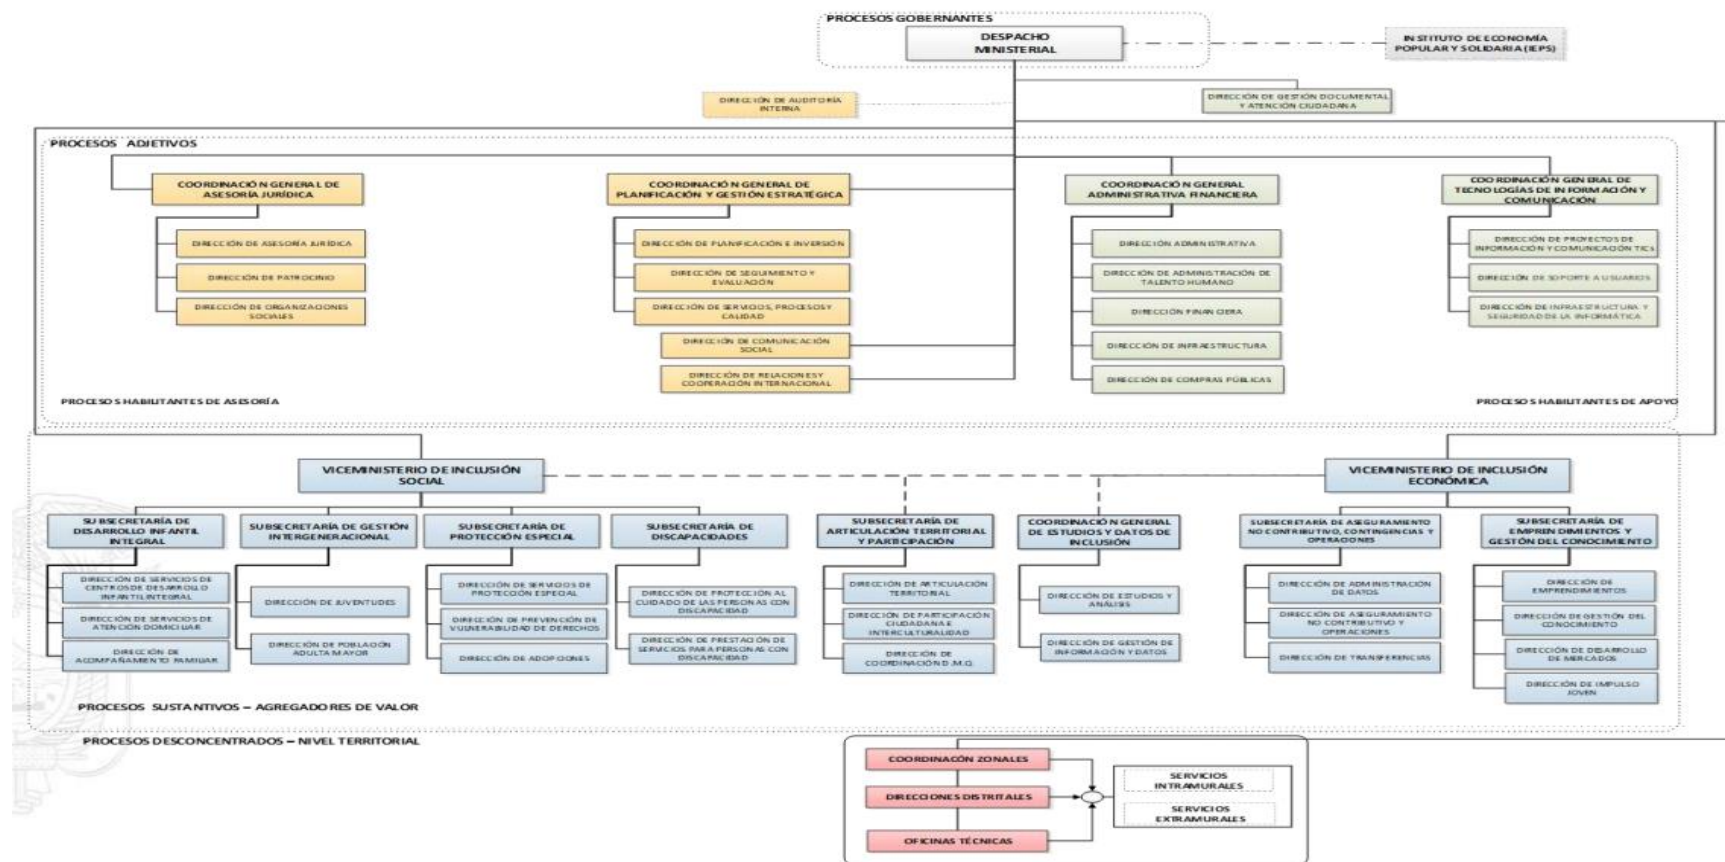 PROCESOS GOBERNANTES
DESPACHO
MINISTERIAL
INSTITUTO DE ECONOMÍA
POPULAR Y SOLIDARIA (IEPS)
DIRECCIÓN DE AUDITORÍA
INTERNA
DIRECCIÓN DE GESTIÓN DOCUMENTAL
Y ATENCIÓN CIUDADANA
PROCESOS ADJETIVOS
COORDINACIÓN GENERAL DE
ASESORÍA JURÍDICA
DIRECCIÓN DE ASESORÍA JURÍDICA
DIRECCIÓN DE PATROCINIO
DIRECCIÓN DE ORGANIZACIONES
SOCIALES
COORDINACIÓN GENERAL DE
PLANIFICACIÓN Y GESTIÓN ESTRATÉGICA
DIRECCIÓN DE PLANIFICACIÓN E INVERSIÓN
DIRECCIÓN DE SEGUIMIENTO Y
EVALUACIÓN
DIRECCIÓN DE SERVICIOS, PROCESOS Y
CALIDAD
DIRECCIÓN DE COMUNICACIÓN
SOCIAL
DIRECCIÓN DE RELACIONES Y
COOPERACIÓN INTERNACIONAL
COORDINACIÓN GENERAL
ADMINISTRATIVA FINANCIERA
DIRECCIÓN ADMINISTRATIVA
DIRECCIÓN DE ADMINISTRACIÓN DE
TALENTO HUMANO
DIRECCIÓN FINANCIERA
DIRECCIÓN DE INFRAESTRUCTURA
DIRECCIÓN DE COMPRAS PÚBLICAS
COORDINACIÓN GENERAL DE
TECNOLOGÍAS DE INFORMACIÓN Y
COMUNICACIÓN
DIRECCIÓN DE PROYECTOS DE
INFORMACIÓN Y COMUNICACIÓN TICS
DIRECCIÓN DE SOPORTE A USUARIOS
DIRECCIÓN DE INFRAESTRUCTURA Y
SEGURIDAD DE LA INFORMÁTICA
PROCESOS HABILITANTES DE ASESORÍA
PROCESOS HABILITANTES DE APOYO
VICEMINISTERIO DE INCLUSIÓN
SOCIAL
VICEMINISTERIO DE INCLUSIÓN
ECONÓMICA
SUBSECRETARÍA DE
DESARROLLO INFANTIL
INTEGRAL
DIRECCIÓN DE SERVICIOS DE
CENTROS DE DESARROLLO
INFANTIL INTEGRAL
DIRECCIÓN DE SERVICIOS DE
ATENCIÓN DOMICILIAR
DIRECCIÓN DE
ACOMPAÑAMIENTO FAMILIAR
SUBSECRETARÍA DE GESTIÓN
INTERGENERACIONAL
DIRECCIÓN DE JUVENTUDES
DIRECCIÓN DE POBLACIÓN
ADULTA MAYOR
SUBSECRETARÍA DE
PROTECCIÓN ESPECIAL
DIRECCIÓN DE SERVICIOS DE
PROTECCIÓN ESPECIAL
DIRECCIÓN DE PREVENCIÓN DE
VULNERABILIDAD DE DERECHOS
DIRECCIÓN DE ADOPCIONES
SUBSECRETARÍA DE
DISCAPACIDADES
DIRECCIÓN DE PROTECCIÓN AL
CUIDADO DE LAS PERSONAS CON
DISCAPACIDAD
DIRECCIÓN DE PRESTACIÓN DE
SERVICIOS PARA PERSONAS CON
DISCAPACIDAD
SUBSECRETARÍA DE
ARTICULACIÓN TERRITORIAL
Y PARTICIPACIÓN
DIRECCIÓN DE ARTICULACIÓN
TERRITORIAL
DIRECCIÓN DE PARTICIPACIÓN
CIUDADANA E
INTERCULTURALIDAD
DIRECCIÓN DE
COORDINACIÓN D.M.Q.
COORDINACIÓN GENERAL
DE ESTUDIOS Y DATOS DE
INCLUSIÓN
DIRECCIÓN DE ESTUDIOS Y
ANÁLISIS
DIRECCIÓN DE GESTIÓN DE
INFORMACIÓN Y DATOS
SUBSECRETARÍA DE ASEGURAMIENTO
NO CONTRIBUTIVO, CONTINGENCIAS Y
OPERACIONES
DIRECCIÓN DE ADMINISTRACIÓN
DE DATOS
DIRECCIÓN DE ASEGURAMIENTO
NO CONTRIBUTIVO Y
OPERACIONES
DIRECCIÓN DE TRANSFERENCIAS
SUBSECRETARÍA DE
EMPRENDIMIENTOS Y
GESTIÓN DEL CONOCIMIENTO
DIRECCIÓN DE
EMPRENDIMIENTOS
DIRECCIÓN DE GESTIÓN DEL
CONOCIMIENTO
DIRECCIÓN DE DESARROLLO
DE MERCADOS
DIRECCIÓN DE IMPULSO
JOVEN
PROCESOS SUSTANTIVOS – AGREGADORES DE VALOR
PROCESOS DESCONCENTRADOS – NIVEL TERRITORIAL
COORDINACÓN ZONALES
DIRECCIONES DISTRITALES
OFICINAS TÉCNICAS
SERVICIOS
INTRAMURALES
SERVICIOS
EXTRAMURALES